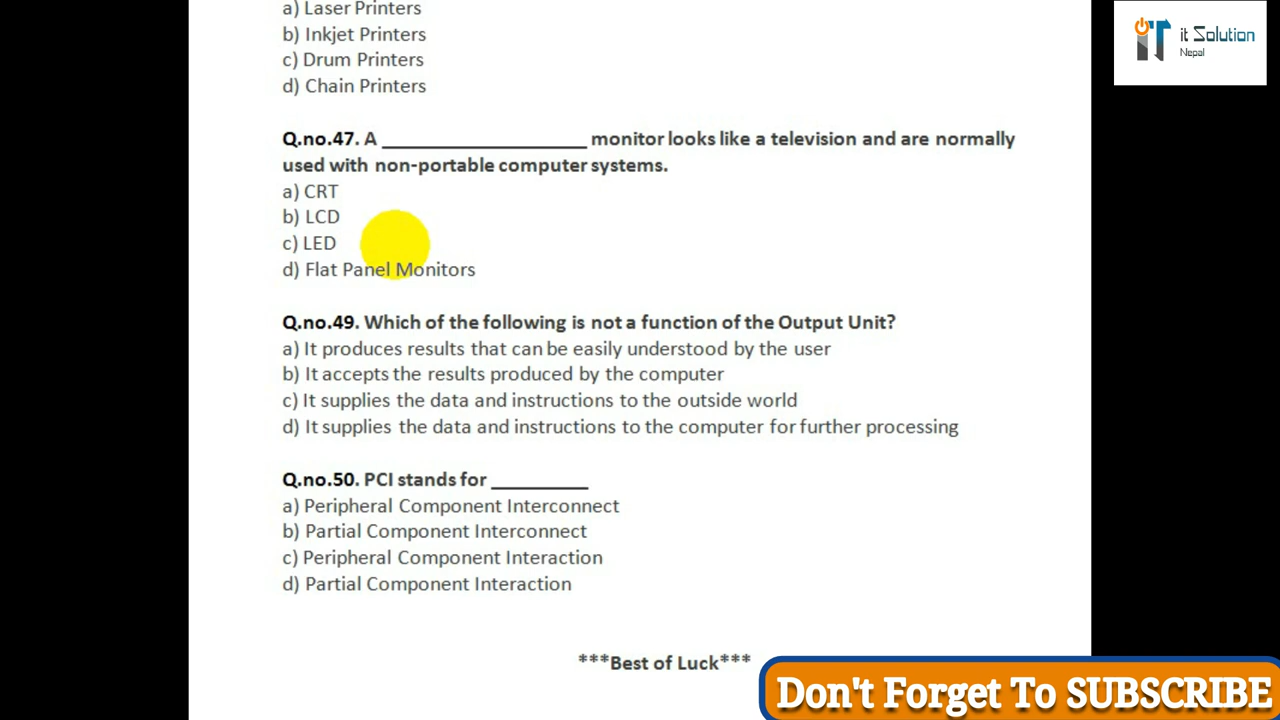 a) Laser Printers
b) Inkjet Printers
c) Drum Printers
d) Chain Printers
Q.no.47. A ___________________ monitor looks like a television and are normally
used with non-portable computer systems.
a) CRT
b) LCD
c) LED
d) Flat Panel Monitors
Q.no.49. Which of the following is not a function of the Output Unit?
a) It produces results that can be easily understood by the user
b) It accepts the results produced by the computer
c) It supplies the data and instructions to the outside world
d) It supplies the data and instructions to the computer for further processing
Q.no.50. PCI stands for _________
a) Peripheral Component Interconnect
b) Partial Component Interconnect
c) Peripheral Component Interaction
d) Partial Component Interaction
***Best of Luck***
iT it Solution
Nepal
Don't Forget To SUBSCRIBE